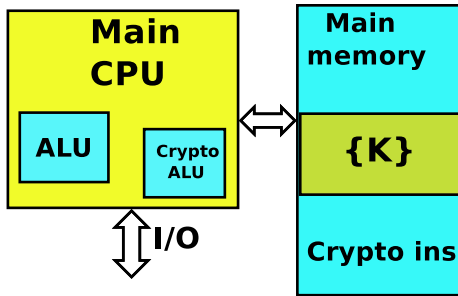 Main
CPU
ALU
Crypto
ALU
I/O
Main
memory
{K}
Crypto ins